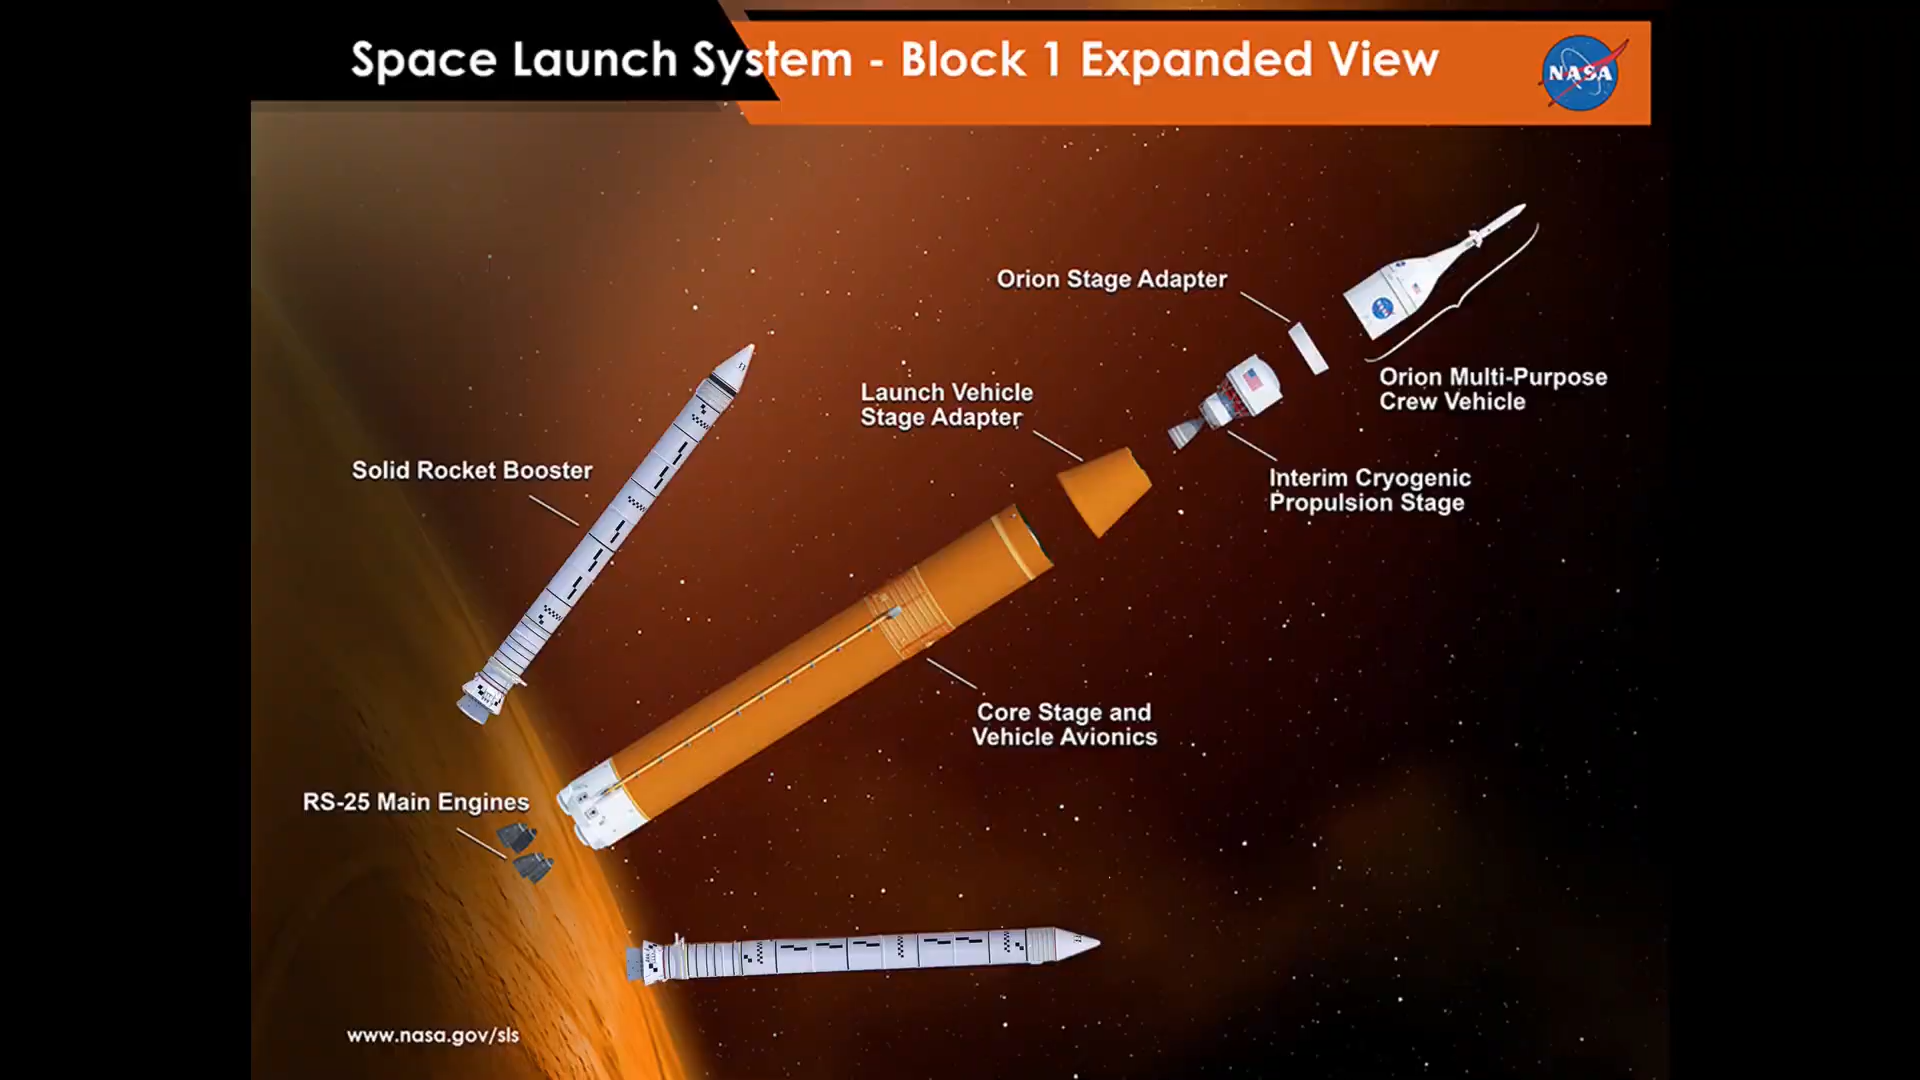 Space Launch System - Block 1 Expanded View
NASA
Orion Stage Adapter
Orion Multi-Purpose
Crew Vehicle
Launch Vehicle
Stage Adapter
Solid Rocket Booster
Interim Cryogenic
Propulsion Stage
Core Stage and
Vehicle Avionics
RS-25 Main Engines
www.nasa.gov/sls